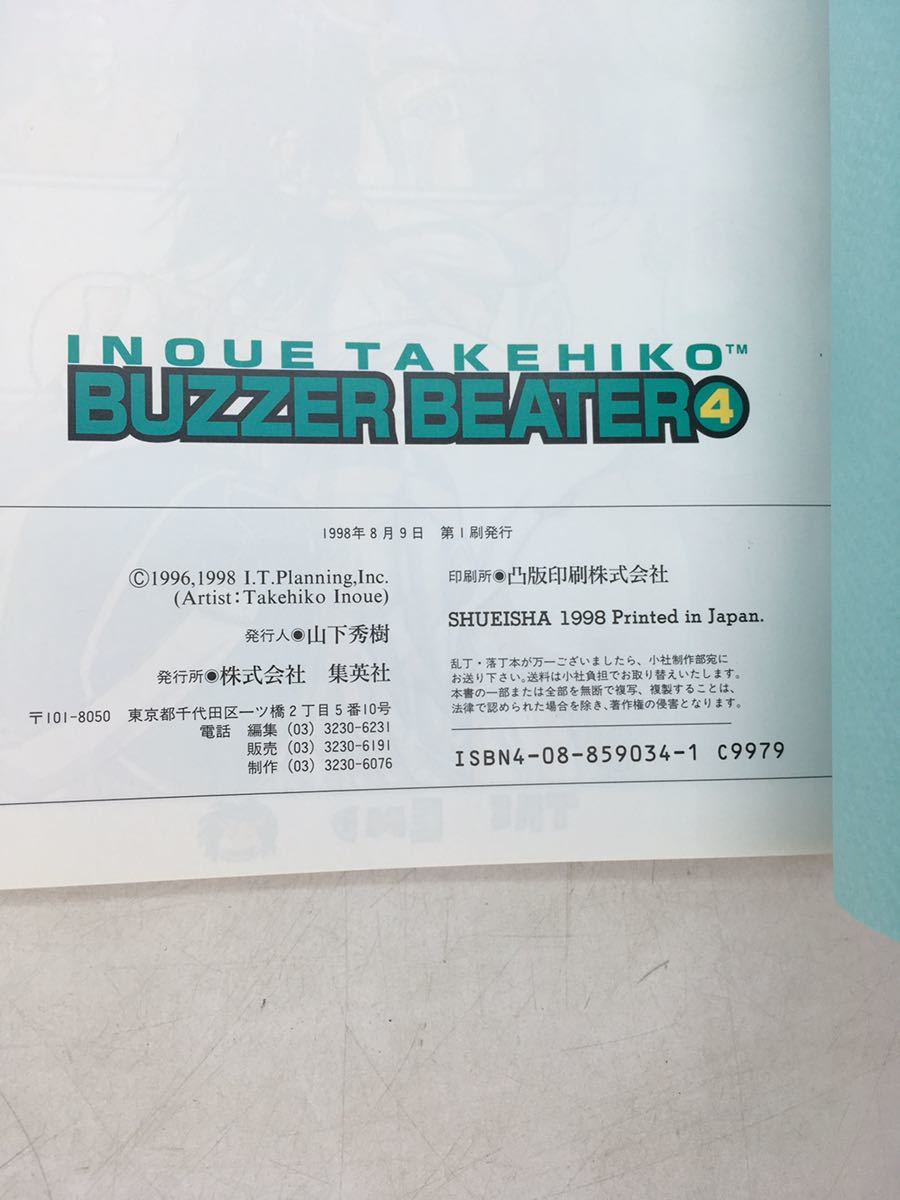 INOUE TAKEHIKO™
BUZZER BEATER④
1998年8月9日 第1刷発行
©1996,1998 I.T.Planning,Inc.
(Artist:Takehiko Inoue)
発行人◉山下秀樹
発行所◉株式会社 集英社
〒101-8050 東京都千代田区一ツ橋2丁目5番10号
電話 編集 (03) 3230-6231
販売 (03) 3230-6191
制作 (03) 3230-6076
印刷所◉凸版印刷株式会社
SHUEISHA 1998 Printed in Japan.
乱丁・落丁本が万一ございましたら、小社制作部宛に
お送り下さい。送料は小社負担でお取り替えいたします。
本書の一部または全部を無断で複写、複製することは、
法律で認められた場合を除き、著作権の侵害となります。
ISBN4-08-859034-1 C9979
THE END